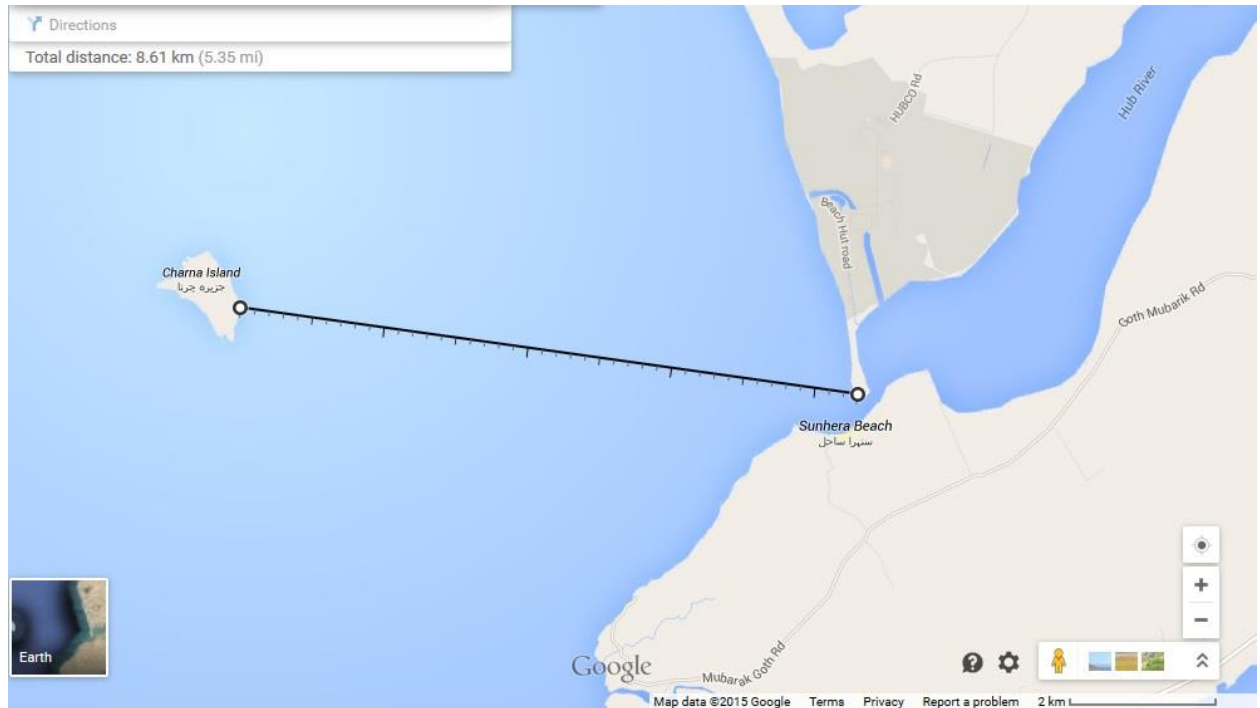 Directions
Total distance: 8.61 km (5.35 mi)
HUBCO Rd
Hub River
Beach Hut road
Charna Island
جزیرہ چرنا
Goth Mubarik Rd
Sunhera Beach
سنہرا ساحل
Earth
Google
Mubarak Goth Rd
Map data ©2015 Google Terms Privacy Report a problem 2 km